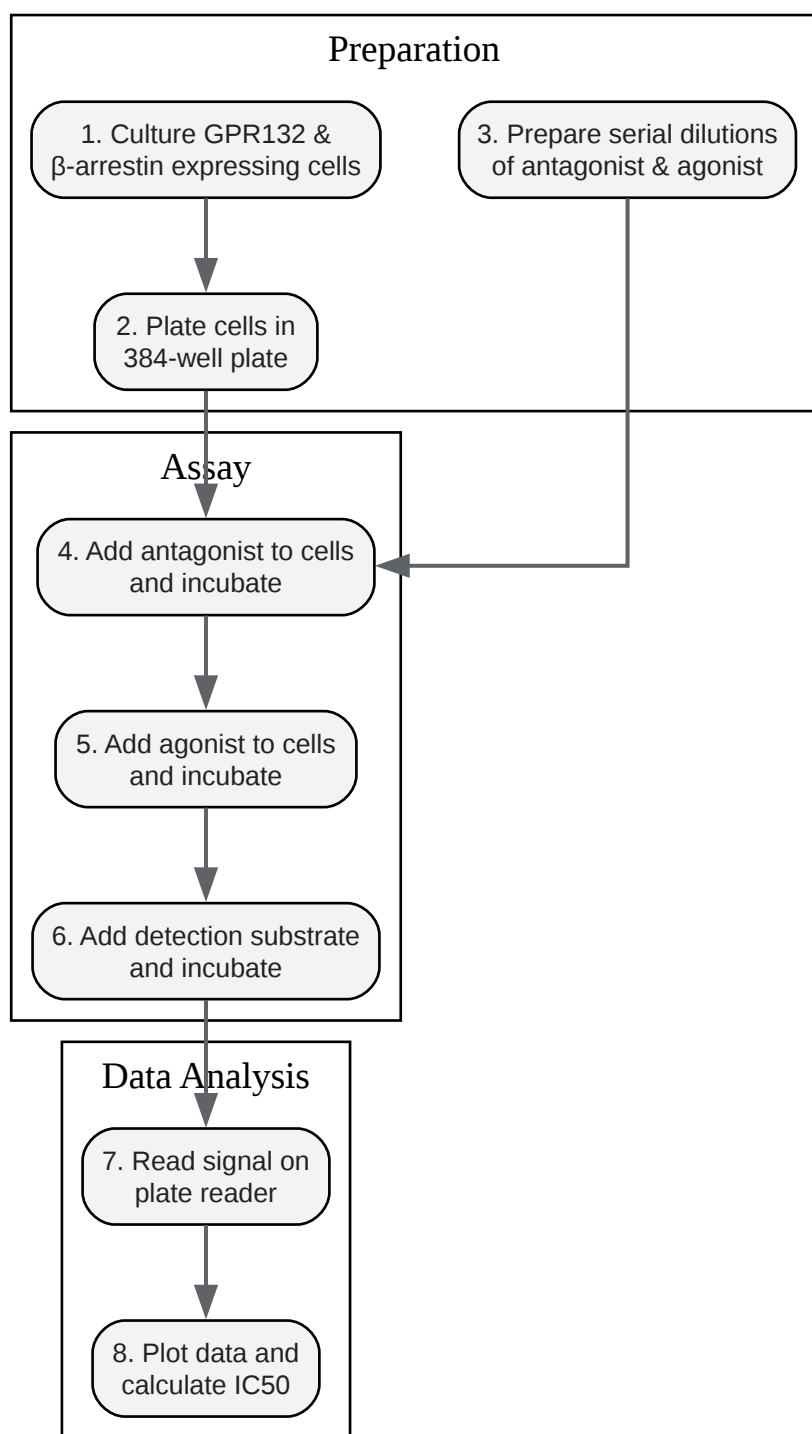 Preparation
1. Culture GPR132 &
β-arrestin expressing cells
3. Prepare serial dilutions
of antagonist & agonist
2. Plate cells in
384-well plate
Assay
4. Add antagonist to cells
and incubate
5. Add agonist to cells
and incubate
6. Add detection substrate
and incubate
Data Analysis
7. Read signal on
plate reader
8. Plot data and
calculate IC50